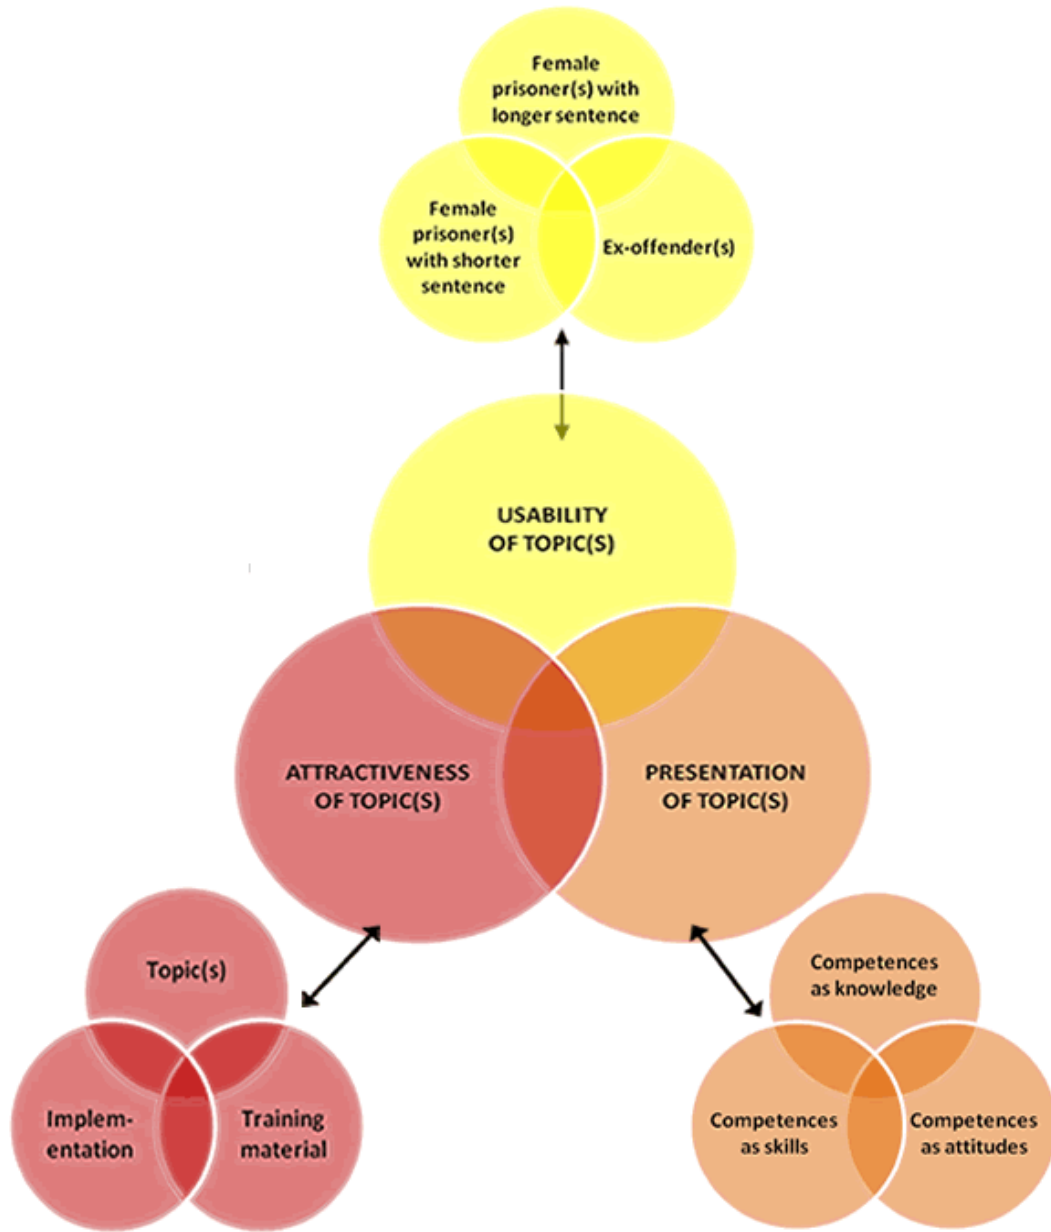 Female
prisoner(s) with
longer sentence
Female
prisoner(s)
with shorter
sentence
Ex-offender(s)
USABILITY
OF TOPIC(S)
ATTRACTIVENESS
OF TOPIC(S)
PRESENTATION
OF TOPIC(S)
Topic(s)
Implem-
entation
Training
material
Competences
as knowledge
Competences
as skills
Competences
as attitudes